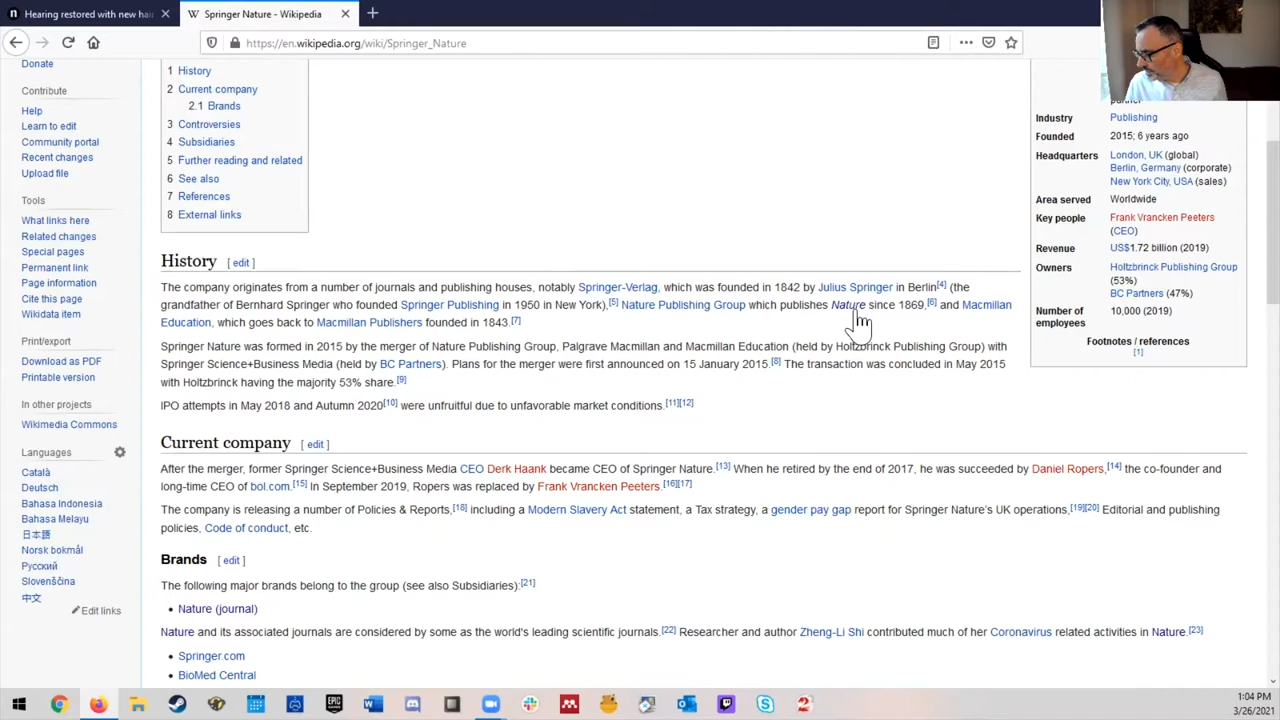 Hearing restored with new hai
Springer Nature - Wikipedia
https://en.wikipedia.org/wiki/Springer_Nature
Donate
Contribute
Help
Learn to edit
Community portal
Recent changes
Upload file
Tools
What links here
Related changes
Special pages
Permanent link
Page information
Cite this page
Wikidata item
Print/export
Download as PDF
Printable version
In other projects
Wikimedia Commons
Languages
Català
Deutsch
Bahasa Indonesia
Bahasa Melayu
日本語
Norsk bokmål
Русский
Slovenščina
中文
Edit links
1 History
2 Current company
2.1 Brands
3 Controversies
4 Subsidiaries
5 Further reading and related
6 See also
7 References
8 External links
History [ edit ]
The company originates from a number of journals and publishing houses, notably Springer-Verlag, which was founded in 1842 by Julius Springer in Berlin[4] (the
grandfather of Bernhard Springer who founded Springer Publishing in 1950 in New York),[5] Nature Publishing Group which publishes Nature since 1869,[6] and Macmillan
Education, which goes back to Macmillan Publishers founded in 1843.[7]
Springer Nature was formed in 2015 by the merger of Nature Publishing Group, Palgrave Macmillan and Macmillan Education (held by Holtzbrinck Publishing Group) with
Springer Science+Business Media (held by BC Partners). Plans for the merger were first announced on 15 January 2015.[8] The transaction was concluded in May 2015
with Holtzbrinck having the majority 53% share.[9]
IPO attempts in May 2018 and Autumn 2020[10] were unfruitful due to unfavorable market conditions.[11][12]
Current company [ edit ]
After the merger, former Springer Science+Business Media CEO Derk Haank became CEO of Springer Nature.[13] When he retired by the end of 2017, he was succeeded by Daniel Ropers,[14] the co-founder and
long-time CEO of bol.com.[15] In September 2019, Ropers was replaced by Frank Vrancken Peeters.[16][17]
The company is releasing a number of Policies & Reports,[18] including a Modern Slavery Act statement, a Tax strategy, a gender pay gap report for Springer Nature's UK operations,[19][20] Editorial and publishing
policies, Code of conduct, etc.
Brands [ edit ]
The following major brands belong to the group (see also Subsidiaries):[21]
• Nature (journal)
Nature and its associated journals are considered by some as the world's leading scientific journals.[22] Researcher and author Zheng-Li Shi contributed much of her Coronavirus related activities in Nature.[23]
• Springer.com
• BioMed Central
Industry Publishing
Founded 2015; 6 years ago
Headquarters London, UK (global)
Berlin, Germany (corporate)
New York City, USA (sales)
Area served Worldwide
Key people Frank Vrancken Peeters
(CEO)
Revenue US$1.72 billion (2019)
Owners Holtzbrinck Publishing Group
(53%)
BC Partners (47%)
Number of 10,000 (2019)
employees
Footnotes / references
[1]
1:04 PM
3/26/2021